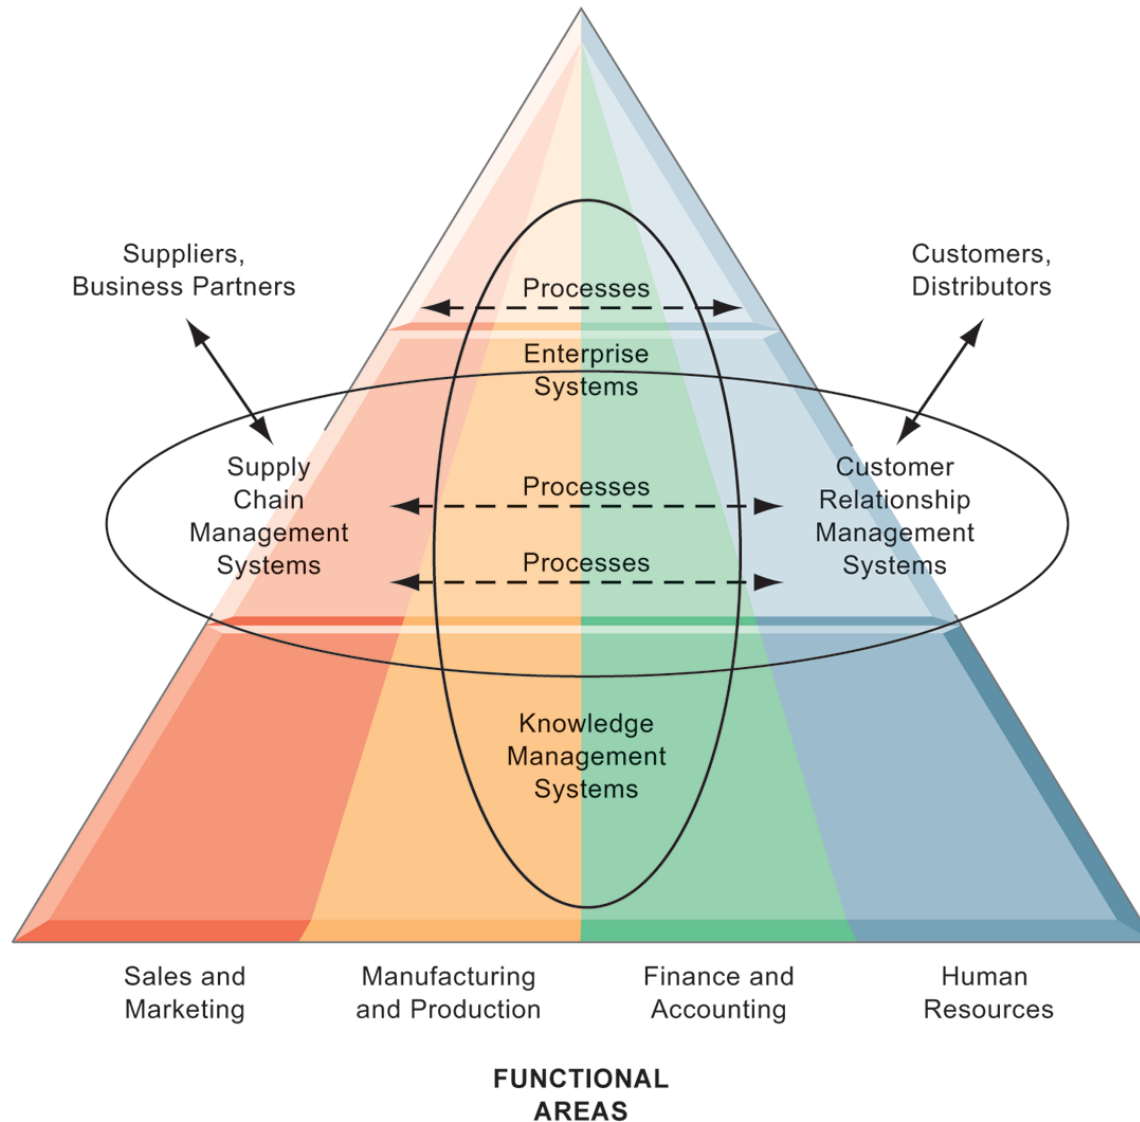 Suppliers,
Business Partners
Customers,
Distributors
Processes
Enterprise
Systems
Supply
Chain
Management
Systems
Processes
Processes
Customer
Relationship
Management
Systems
Knowledge
Management
Systems
Sales and
Marketing
Manufacturing
and Production
Finance and
Accounting
Human
Resources
FUNCTIONAL
AREAS